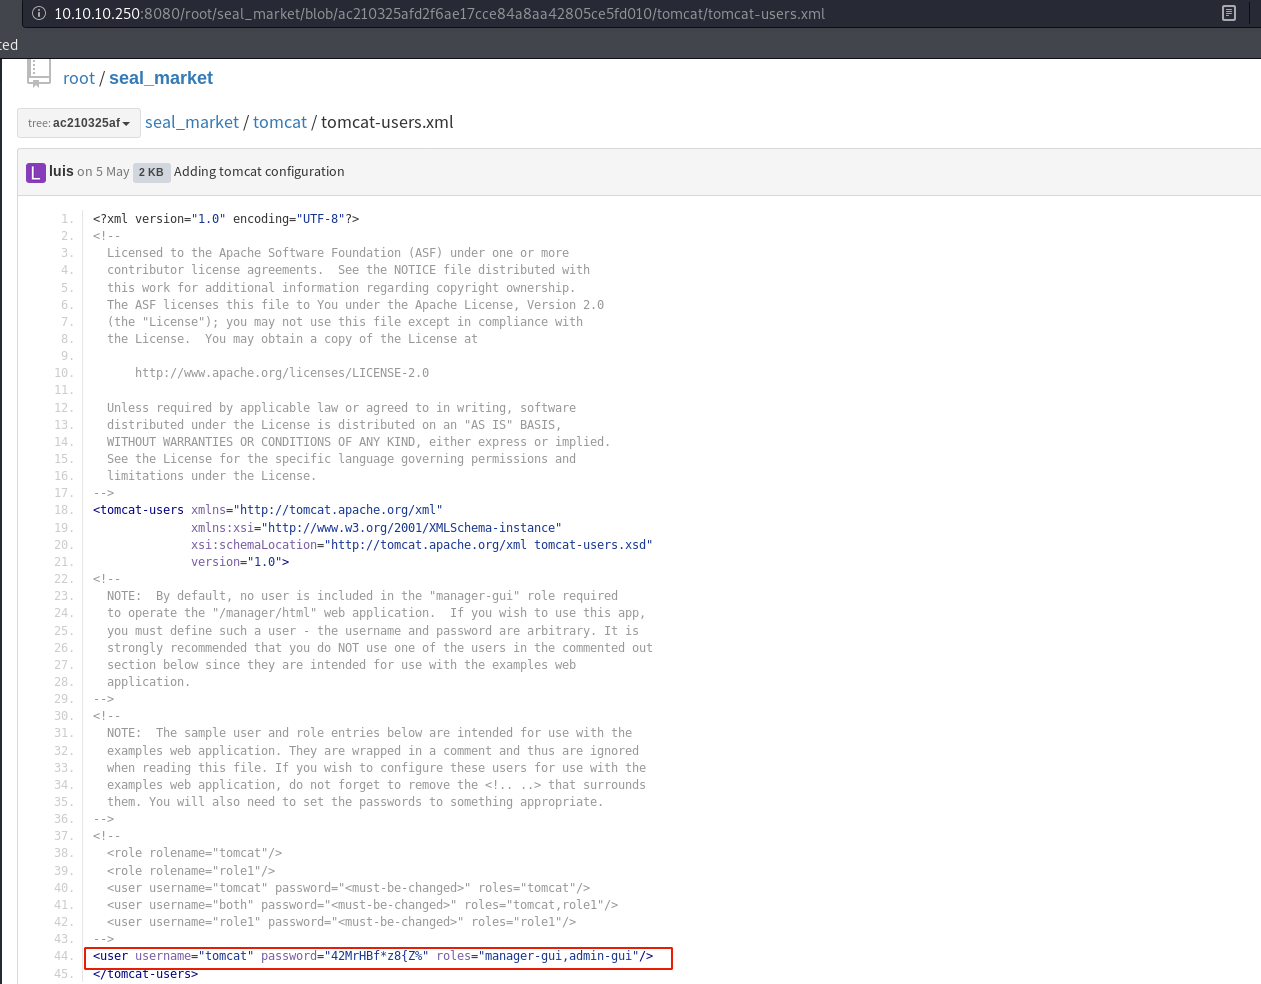 10.10.10.250:8080/root/seal_market/blob/ac210325afd2f6ae17cce84a8aa42805ce5fd010/tomcat/tomcat-users.xml
ted
root / seal_market
tree: ac210325af
seal_market / tomcat / tomcat-users.xml
L luis on 5 May 2 KB Adding tomcat configuration
1. <?xml version="1.0" encoding="UTF-8"?>
2. <!--
3.   Licensed to the Apache Software Foundation (ASF) under one or more
4.   contributor license agreements.  See the NOTICE file distributed with
5.   this work for additional information regarding copyright ownership.
6.   The ASF licenses this file to You under the Apache License, Version 2.0
7.   (the "License"); you may not use this file except in compliance with
8.   the License.  You may obtain a copy of the License at
9.
10.       http://www.apache.org/licenses/LICENSE-2.0
11.
12.   Unless required by applicable law or agreed to in writing, software
13.   distributed under the License is distributed on an "AS IS" BASIS,
14.   WITHOUT WARRANTIES OR CONDITIONS OF ANY KIND, either express or implied.
15.   See the License for the specific language governing permissions and
16.   limitations under the License.
17. -->
18. <tomcat-users xmlns="http://tomcat.apache.org/xml"
19.               xmlns:xsi="http://www.w3.org/2001/XMLSchema-instance"
20.               xsi:schemaLocation="http://tomcat.apache.org/xml tomcat-users.xsd"
21.               version="1.0">
22. <!--
23.   NOTE:  By default, no user is included in the "manager-gui" role required
24.   to operate the "/manager/html" web application.  If you wish to use this app,
25.   you must define such a user - the username and password are arbitrary. It is
26.   strongly recommended that you do NOT use one of the users in the commented out
27.   section below since they are intended for use with the examples web
28.   application.
29. -->
30. <!--
31.   NOTE:  The sample user and role entries below are intended for use with the
32.   examples web application. They are wrapped in a comment and thus are ignored
33.   when reading this file. If you wish to configure these users for use with the
34.   examples web application, do not forget to remove the <!.. ..> that surrounds
35.   them. You will also need to set the passwords to something appropriate.
36. -->
37. <!--
38.   <role rolename="tomcat"/>
39.   <role rolename="role1"/>
40.   <user username="tomcat" password="<must-be-changed>" roles="tomcat"/>
41.   <user username="both" password="<must-be-changed>" roles="tomcat,role1"/>
42.   <user username="role1" password="<must-be-changed>" roles="role1"/>
43. -->
44. <user username="tomcat" password="42MrHBf*z8{Z%" roles="manager-gui,admin-gui"/>
45. </tomcat-users>